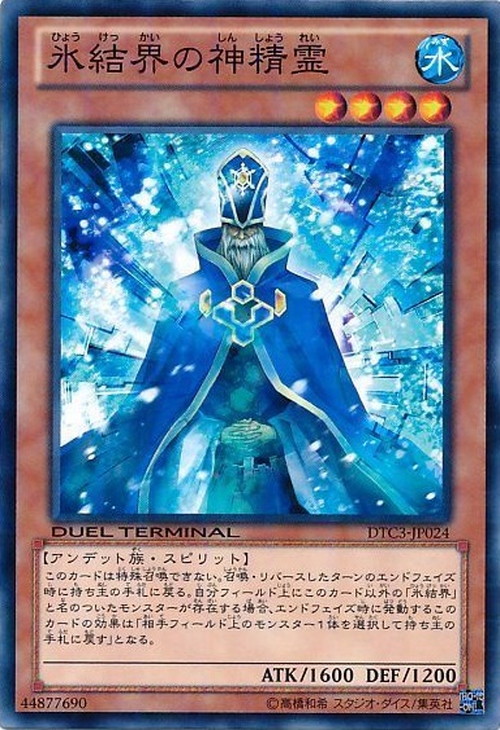 ひょう けっ かい しん しょう れい
氷結界の神精霊
水
DUEL TERMINAL
DTC3-JP024
【アンデット族・スピリット】
このカードは特殊召喚できない。召喚・リバースしたターンのエンドフェイズ
時に持ち主の手札に戻る。自分フィールド上にこのカード以外の「氷結界」
と名のついたモンスターが存在する場合、エンドフェイズ時に発動するこの
カードの効果は「相手フィールド上のモンスター1体を選択して持ち主の
手札に戻す」となる。
ATK/1600 DEF/1200
44877690
©高橋和希 スタジオ・ダイス/集英社